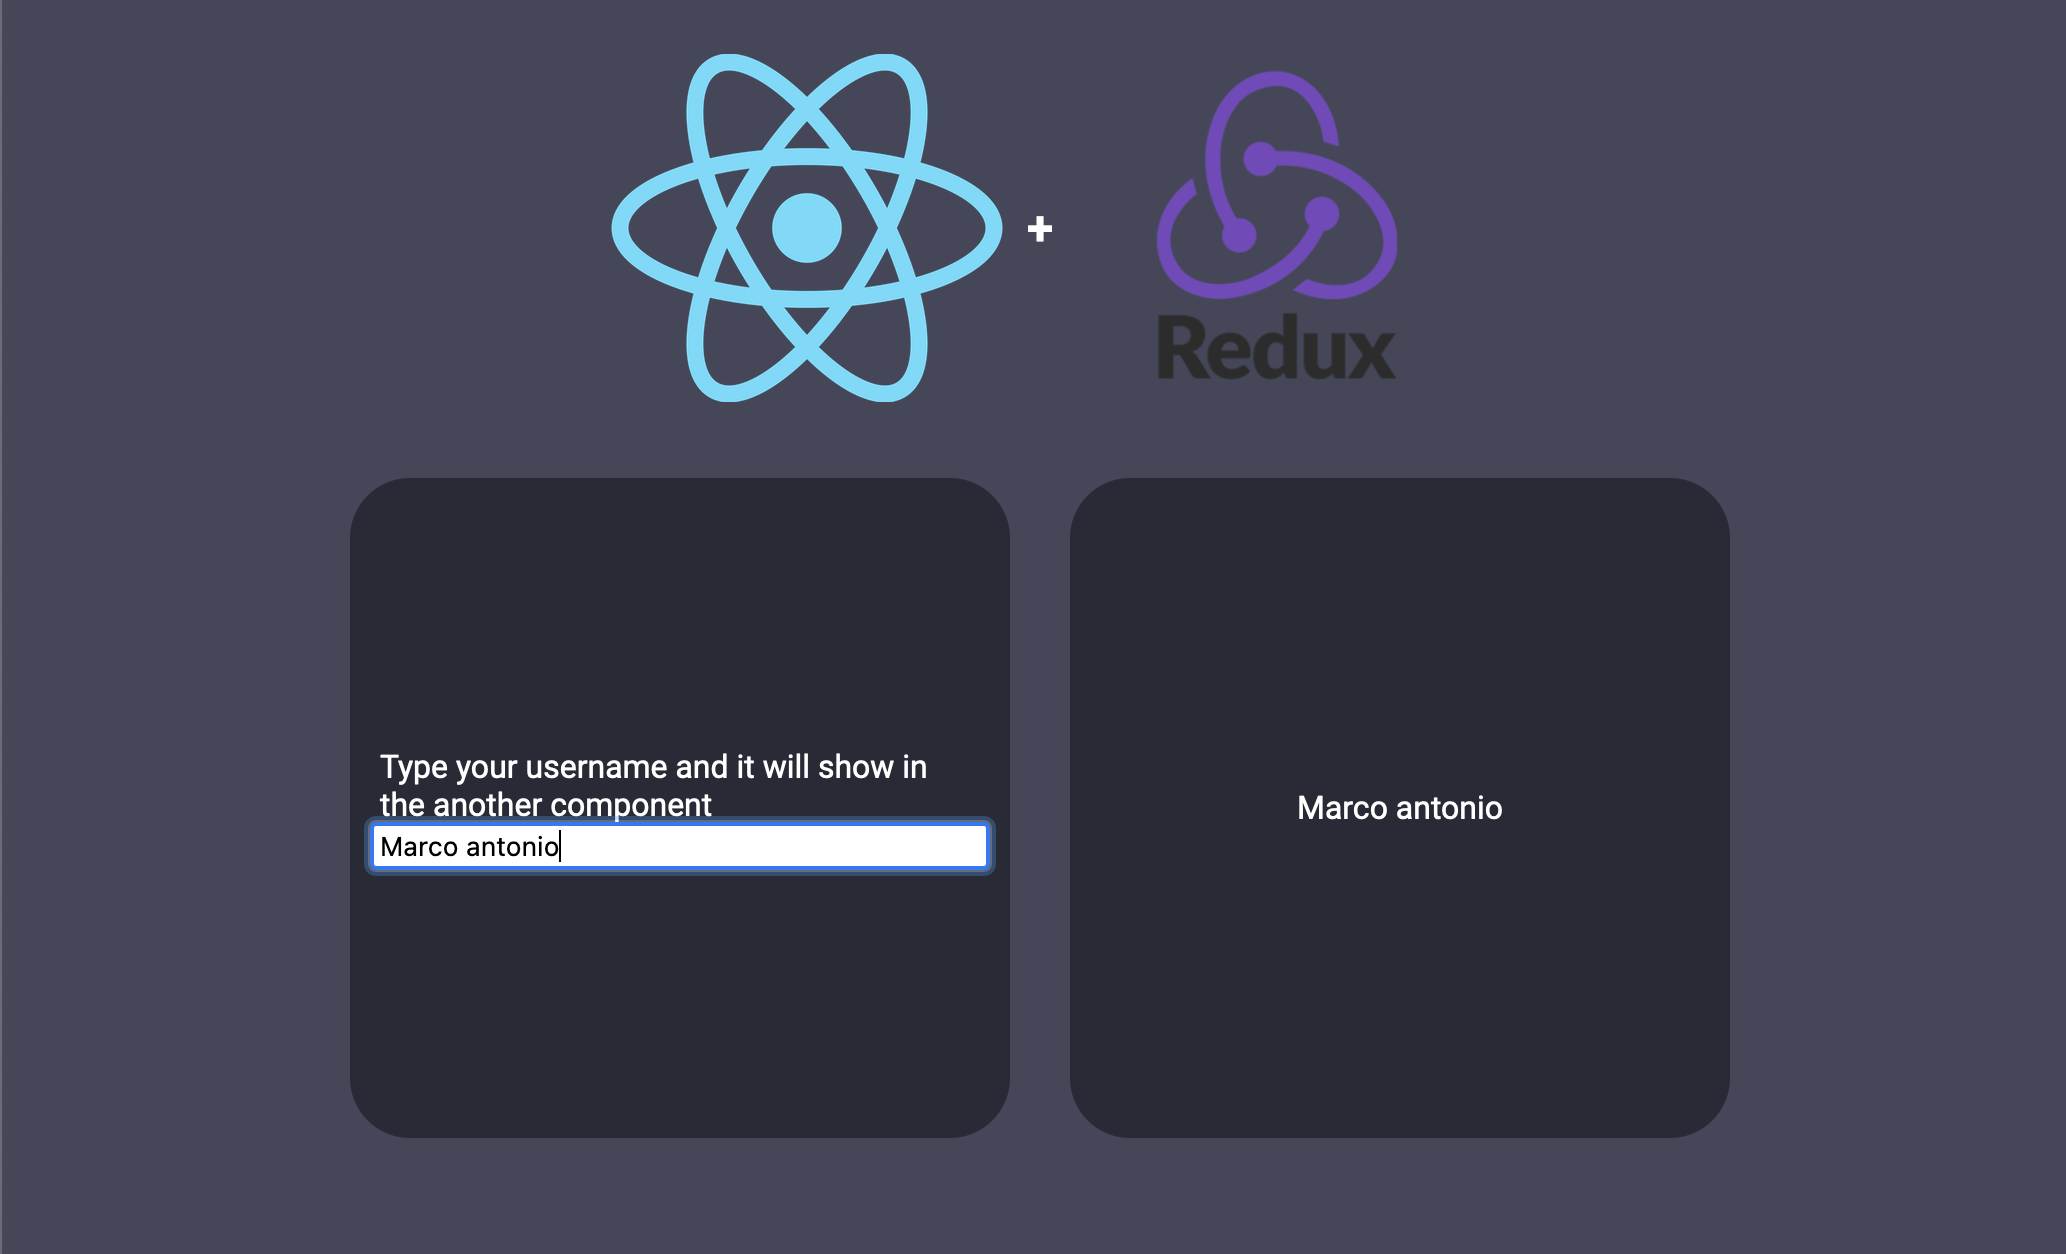 +
Redux
Type your username and it will show in
the another component
Marco antonio
Marco antonio